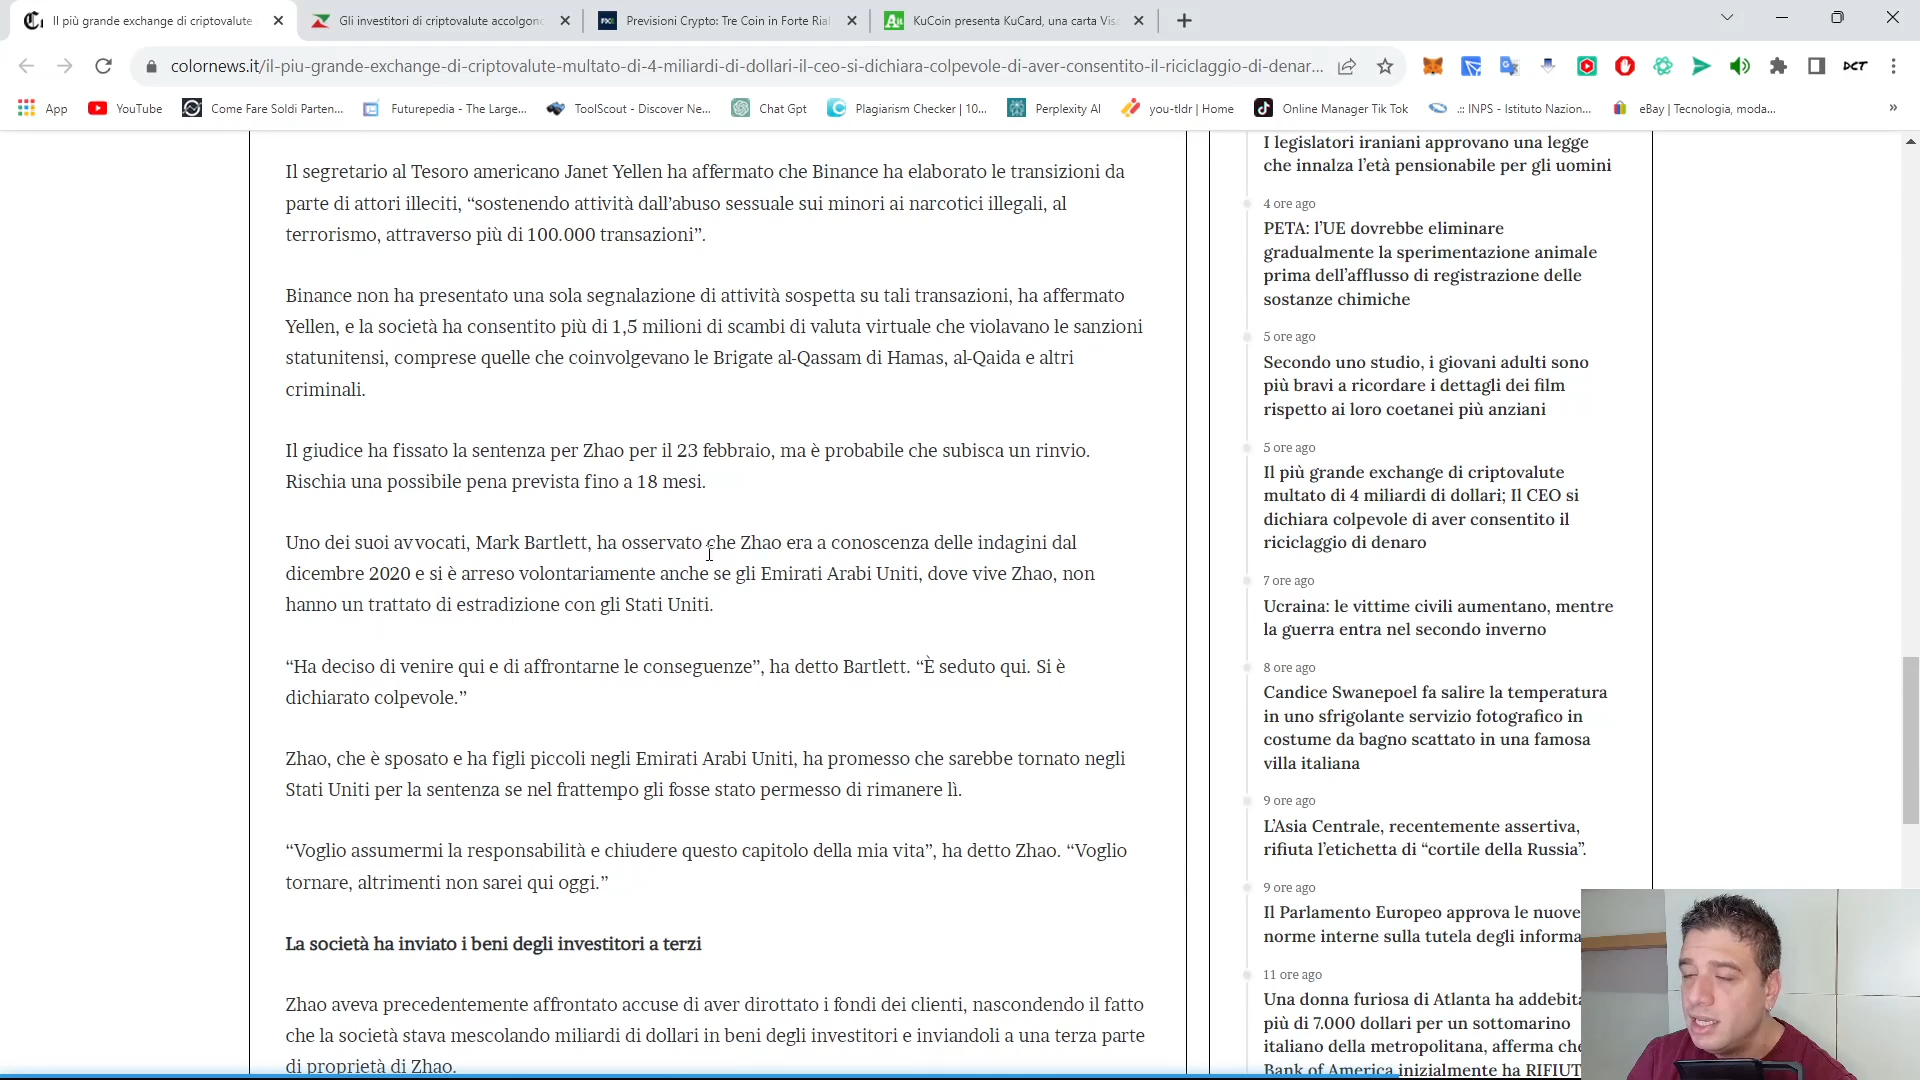 Il più grande exchange di criptovalute
Gli investitori di criptovalute accolgono
Previsioni Crypto: Tre Coin in Forte Rial
KuCoin presenta KuCard, una carta Visa
colornews.it/il-piu-grande-exchange-di-criptovalute-multato-di-4-miliardi-di-dollari-il-ceo-si-dichiara-colpevole-di-aver-consentito-il-riciclaggio-di-denar...
DCT
App
YouTube
Come Fare Soldi Parten...
Futurepedia - The Large...
ToolScout - Discover Ne...
Chat Gpt
Plagiarism Checker | 10...
Perplexity AI
you-tldr | Home
Online Manager Tik Tok
.:: INPS - Istituto Nazion...
eBay | Tecnologia, moda...
Il segretario al Tesoro americano Janet Yellen ha affermato che Binance ha elaborato le transizioni da
parte di attori illeciti, “sostenendo attività dall’abuso sessuale sui minori ai narcotici illegali, al
terrorismo, attraverso più di 100.000 transazioni”.
Binance non ha presentato una sola segnalazione di attività sospetta su tali transazioni, ha affermato
Yellen, e la società ha consentito più di 1,5 milioni di scambi di valuta virtuale che violavano le sanzioni
statunitensi, comprese quelle che coinvolgevano le Brigate al-Qassam di Hamas, al-Qaida e altri
criminali.
Il giudice ha fissato la sentenza per Zhao per il 23 febbraio, ma è probabile che subisca un rinvio.
Rischia una possibile pena prevista fino a 18 mesi.
Uno dei suoi avvocati, Mark Bartlett, ha osservato che Zhao era a conoscenza delle indagini dal
dicembre 2020 e si è arreso volontariamente anche se gli Emirati Arabi Uniti, dove vive Zhao, non
hanno un trattato di estradizione con gli Stati Uniti.
“Ha deciso di venire qui e di affrontarne le conseguenze”, ha detto Bartlett. “È seduto qui. Si è
dichiarato colpevole.”
Zhao, che è sposato e ha figli piccoli negli Emirati Arabi Uniti, ha promesso che sarebbe tornato negli
Stati Uniti per la sentenza se nel frattempo gli fosse stato permesso di rimanere lì.
“Voglio assumermi la responsabilità e chiudere questo capitolo della mia vita”, ha detto Zhao. “Voglio
tornare, altrimenti non sarei qui oggi.”
La società ha inviato i beni degli investitori a terzi
Zhao aveva precedentemente affrontato accuse di aver dirottato i fondi dei clienti, nascondendo il fatto
che la società stava mescolando miliardi di dollari in beni degli investitori e inviandoli a una terza parte
di proprietà di Zhao.
I legislatori iraniani approvano una legge
che innalza l’età pensionabile per gli uomini
4 ore ago
PETA: l’UE dovrebbe eliminare
gradualmente la sperimentazione animale
prima dell’afflusso di registrazione delle
sostanze chimiche
5 ore ago
Secondo uno studio, i giovani adulti sono
più bravi a ricordare i dettagli dei film
rispetto ai loro coetanei più anziani
5 ore ago
Il più grande exchange di criptovalute
multato di 4 miliardi di dollari; Il CEO si
dichiara colpevole di aver consentito il
riciclaggio di denaro
7 ore ago
Ucraina: le vittime civili aumentano, mentre
la guerra entra nel secondo inverno
8 ore ago
Candice Swanepoel fa salire la temperatura
in uno sfrigolante servizio fotografico in
costume da bagno scattato in una famosa
villa italiana
9 ore ago
L’Asia Centrale, recentemente assertiva,
rifiuta l’etichetta di “cortile della Russia”.
9 ore ago
Il Parlamento Europeo approva le nuove
norme interne sulla tutela degli informa
11 ore ago
Una donna furiosa di Atlanta ha addebita
più di 7.000 dollari per un sottomarino
italiano della metropolitana, afferma che
Bank of America inizialmente ha RIFIUT